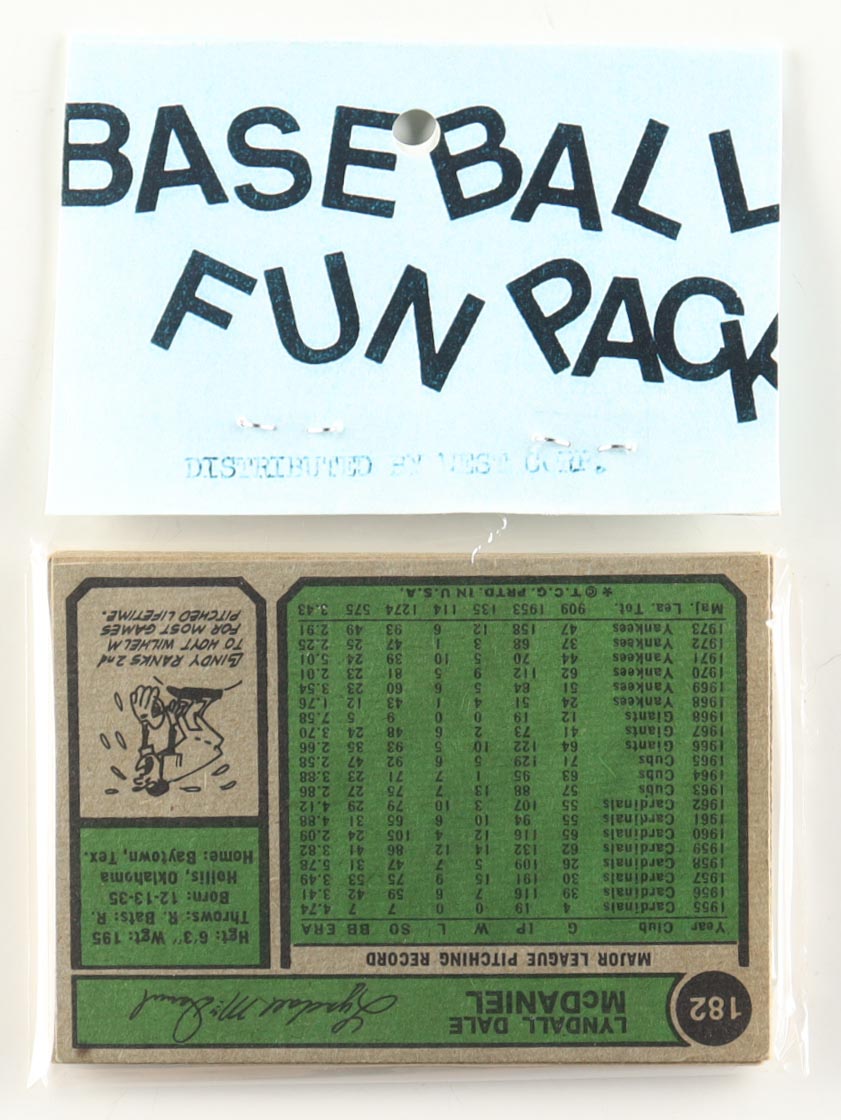 BASEBALL
FUN PACK
DISTRIBUTED BY WEST CORP.
182
LYNDALL DALE
McDANIEL
Lyndall McDaniel
MAJOR LEAGUE PITCHING RECORD
Year Club G IP W L SO BB ERA
1955 Cardinals 4 19 0 0 7 7 4.74
1956 Cardinals 39 116 7 6 59 42 3.41
1957 Cardinals 30 191 15 9 75 53 3.49
1958 Cardinals 26 109 5 7 47 31 5.78
1959 Cardinals 62 132 14 12 86 41 3.82
1960 Cardinals 65 116 12 4 105 24 2.09
1961 Cardinals 55 94 10 6 65 31 4.88
1962 Cardinals 55 107 3 10 79 29 4.12
1963 Cubs 57 88 13 7 75 27 2.86
1964 Cubs 63 95 1 7 71 23 3.88
1965 Cubs 71 129 5 6 92 47 2.58
1966 Giants 64 122 10 5 93 35 2.66
1967 Giants 41 73 2 6 48 24 3.70
1968 Giants 12 19 0 0 9 5 7.58
1968 Yankees 24 51 4 1 43 12 1.76
1969 Yankees 51 84 5 6 60 23 3.54
1970 Yankees 62 112 9 5 81 23 2.01
1971 Yankees 44 70 5 10 39 24 5.01
1972 Yankees 37 68 3 1 47 25 2.25
1973 Yankees 47 158 12 6 93 49 2.91
Maj. Lea. Tot. 909 1953 135 114 1274 575 3.43
*© T.C.G. PRTD. IN U.S.A.
Hgt: 6'3" Wgt: 195
Throws: R. Bats: R.
Born: 12-13-35
Hollis, Oklahoma
Home: Baytown, Tex.
LINDY RANKS 2nd
TO HOYT WILHELM
FOR MOST GAMES
PITCHED LIFETIME.